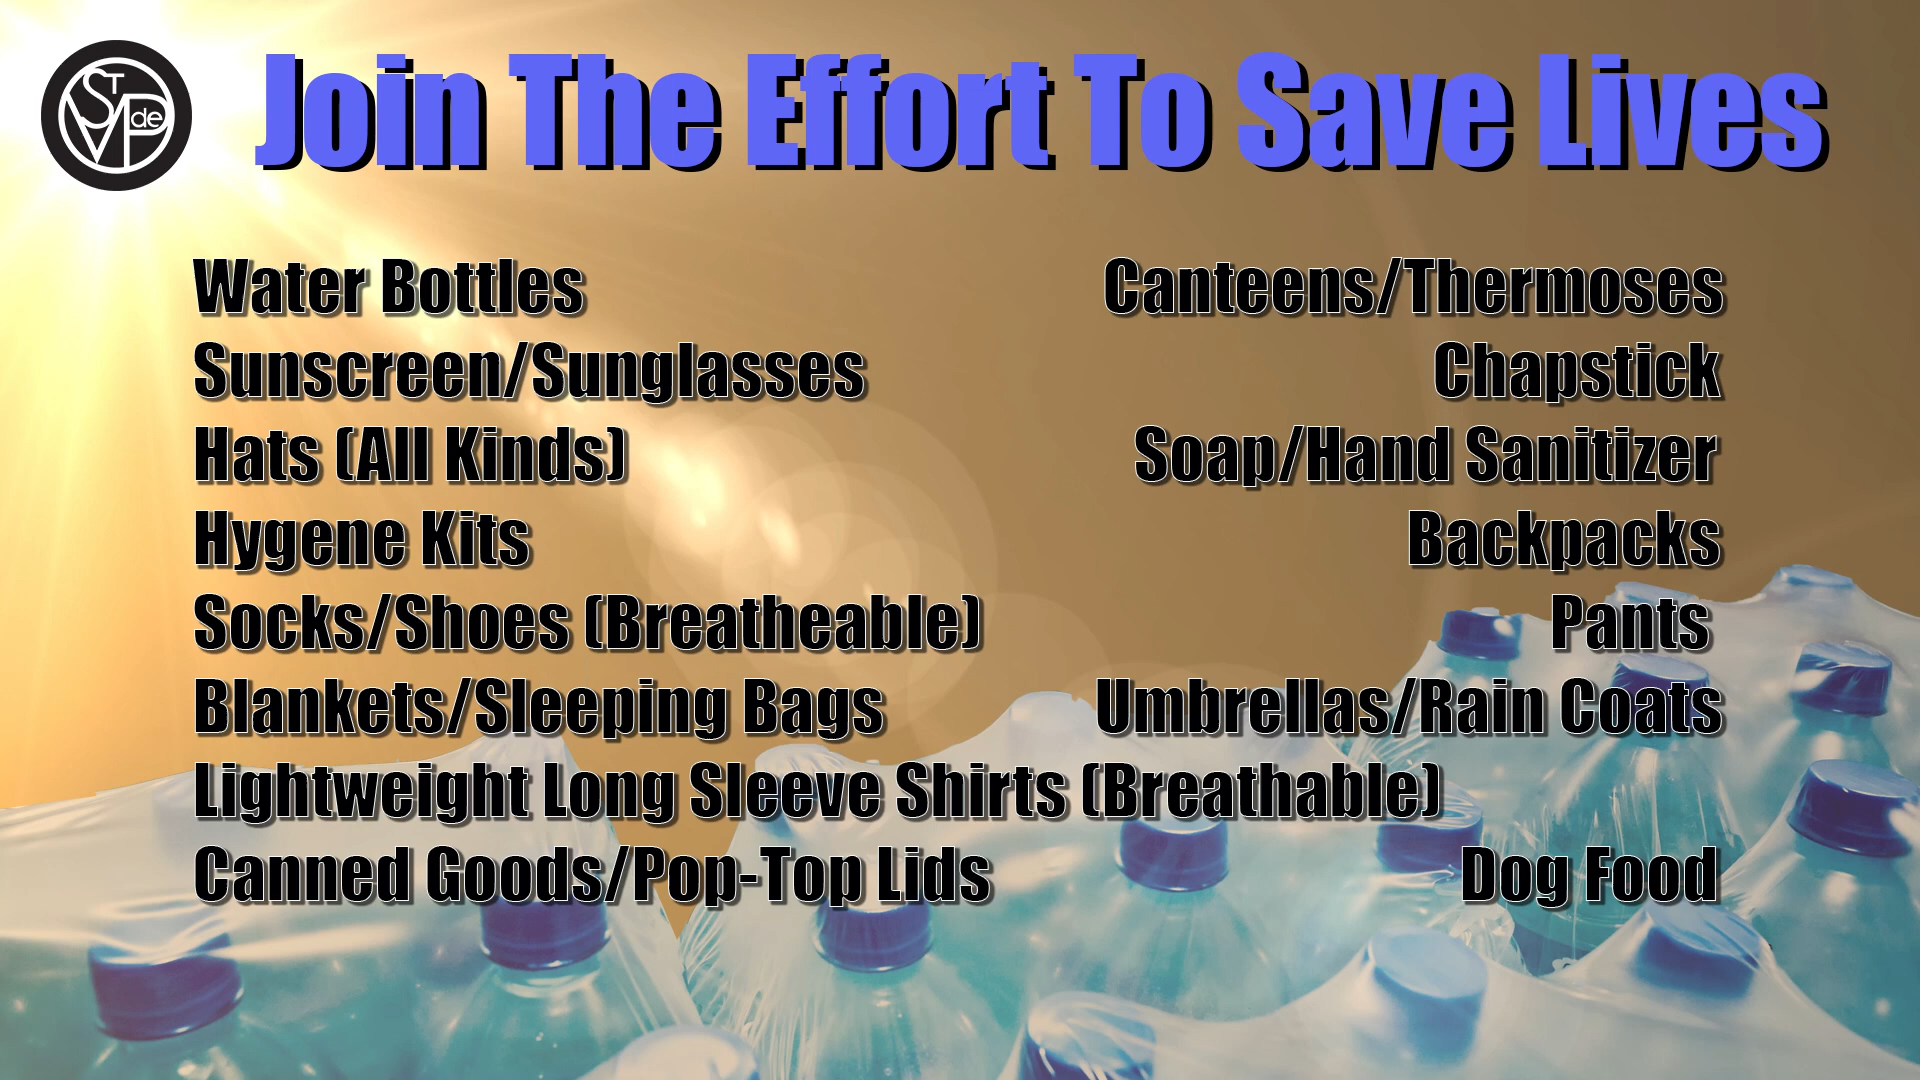 ST V de P
Join The Effort To Save Lives
Water Bottles
Canteens/Thermoses
Sunscreen/Sunglasses
Chapstick
Hats (All Kinds)
Soap/Hand Sanitizer
Hygene Kits
Backpacks
Socks/Shoes (Breatheable)
Pants
Blankets/Sleeping Bags
Umbrellas/Rain Coats
Lightweight Long Sleeve Shirts (Breathable)
Canned Goods/Pop-Top Lids
Dog Food